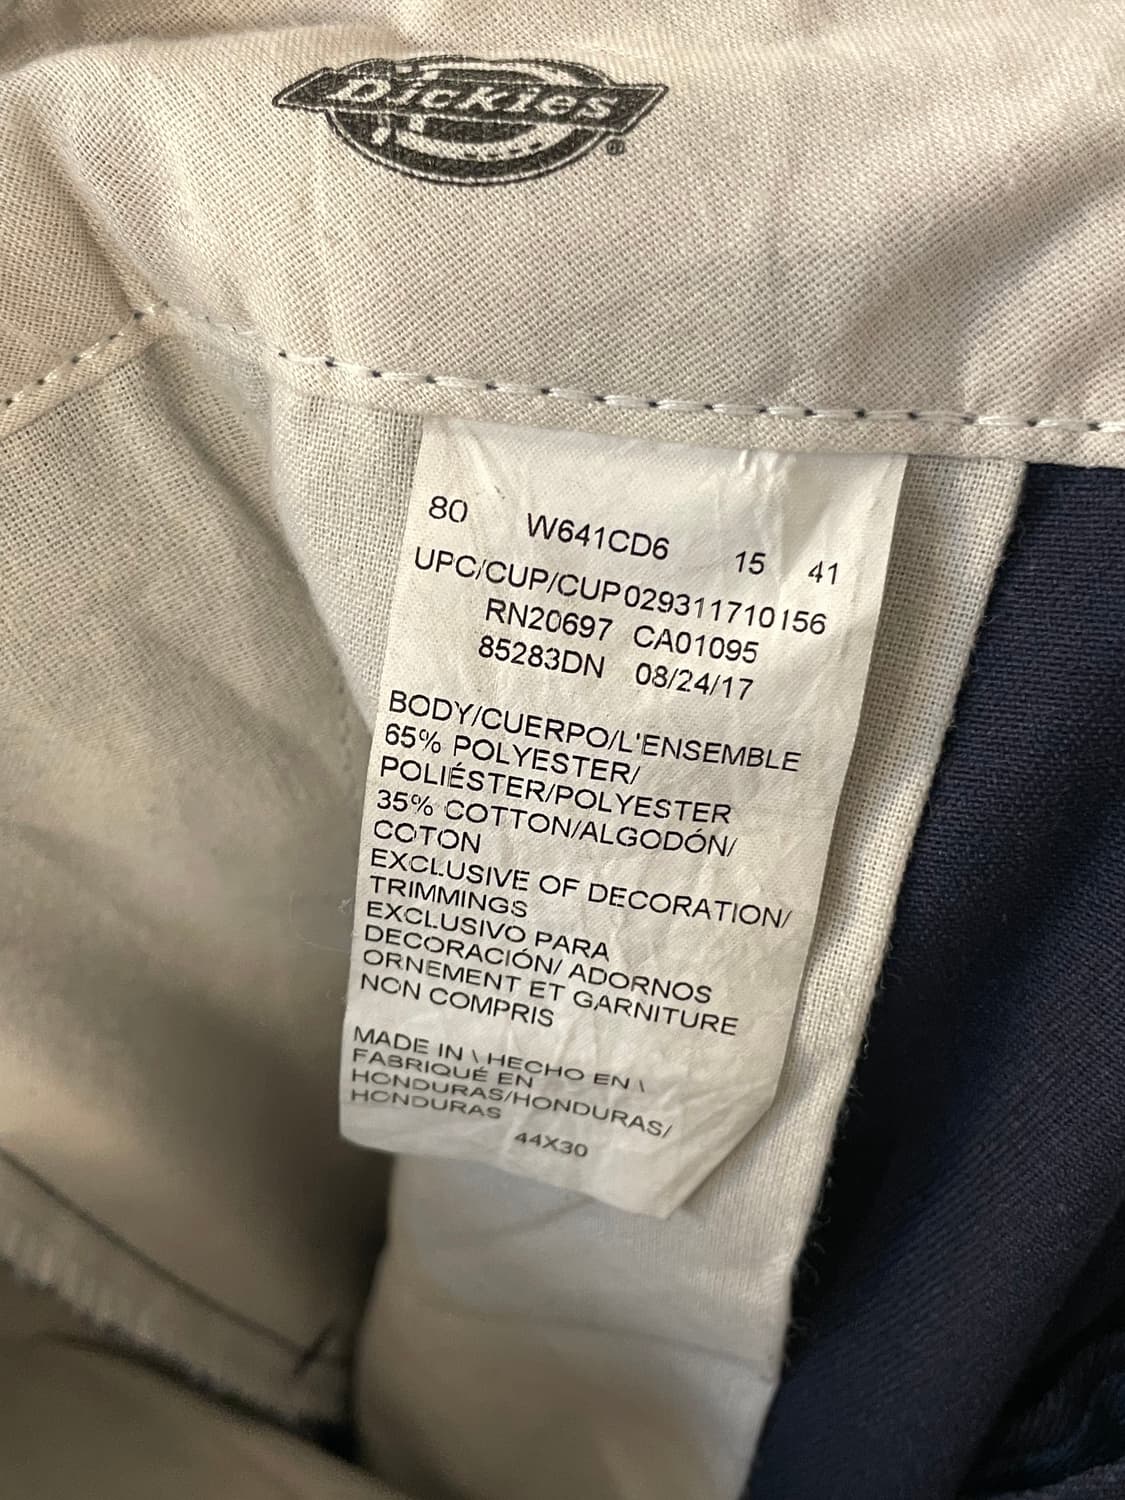 Dickies®
80 W641CD6 15 41
UPC/CUP/CUP 029311710156
RN20697 CA01095
85283DN 08/24/17
BODY/CUERPO/L'ENSEMBLE
65% POLYESTER/
POLIÉSTER/POLYESTER
35% COTTON/ALGODÓN/
COTON
EXCLUSIVE OF DECORATION/
TRIMMINGS
EXCLUSIVO PARA
DECORACIÓN/ ADORNOS
ORNEMENT ET GARNITURE
NON COMPRIS
MADE IN \ HECHO EN \
FABRIQUÉ EN
HONDURAS/HONDURAS/
HONDURAS
44X30